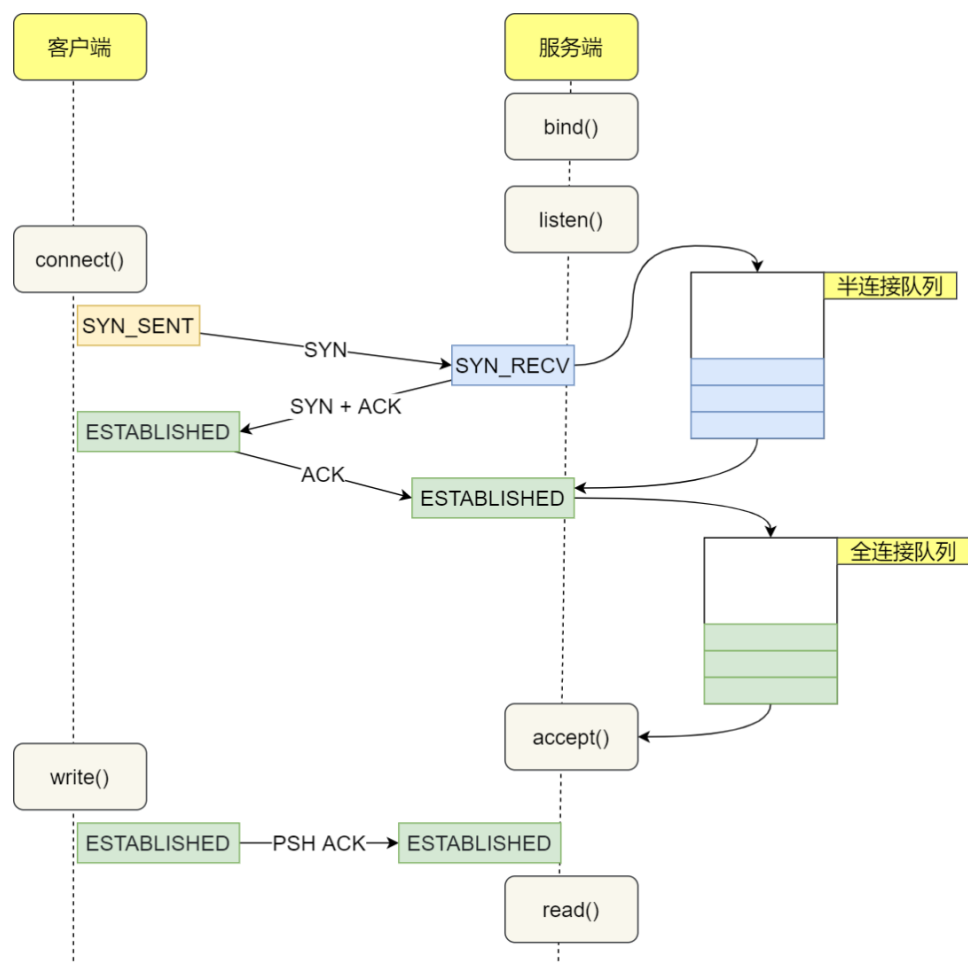 客户端
服务端
bind()
listen()
connect()
半连接队列
SYN_SENT
SYN
SYN_RECV
SYN + ACK
ESTABLISHED
ACK
ESTABLISHED
全连接队列
accept()
write()
ESTABLISHED
PSH ACK
ESTABLISHED
read()